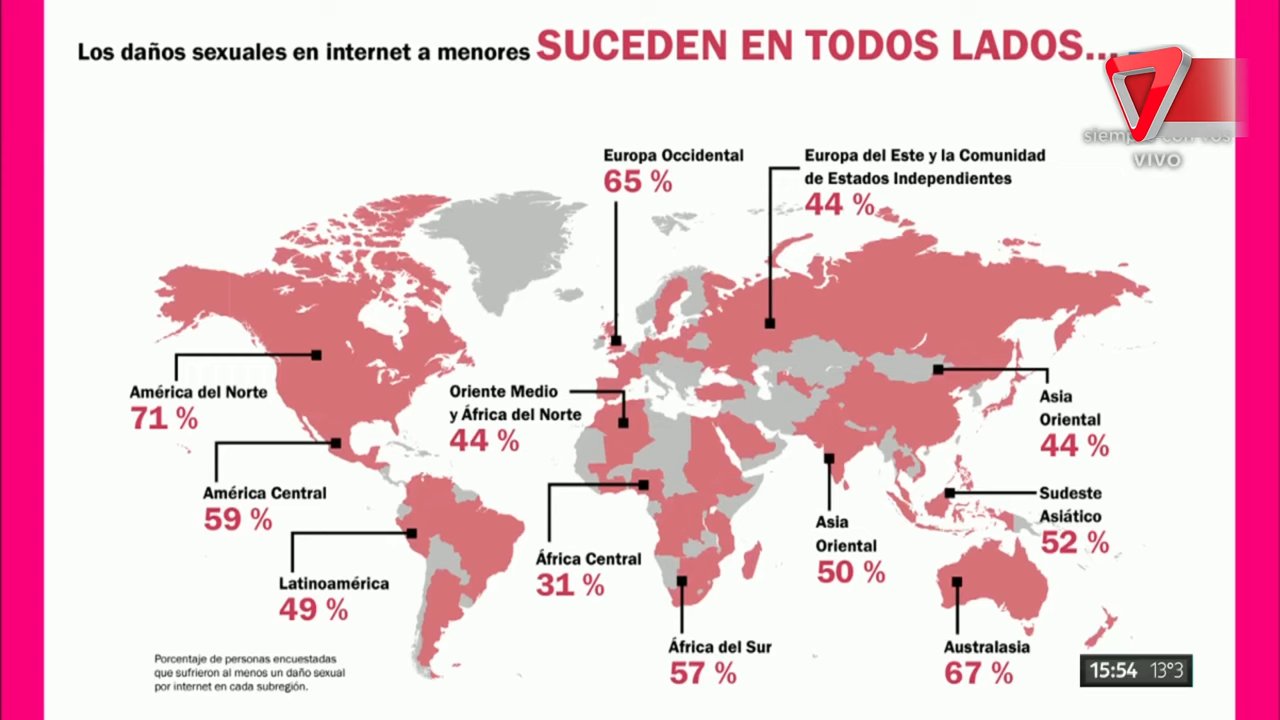 Los daños sexuales en internet a menores SUCEDEN EN TODOS LADOS...
siempre con vos
VIVO
Europa Occidental
65 %
Europa del Este y la Comunidad
de Estados Independientes
44 %
América del Norte
71 %
Oriente Medio
y África del Norte
44 %
Asia
Oriental
44 %
América Central
59 %
Sudeste
Asiático
52 %
Asia
Oriental
50 %
África Central
31 %
Latinoamérica
49 %
África del Sur
57 %
Australasia
67 %
Porcentaje de personas encuestadas
que sufrieron al menos un daño sexual
por internet en cada subregión.
15:54 13°3